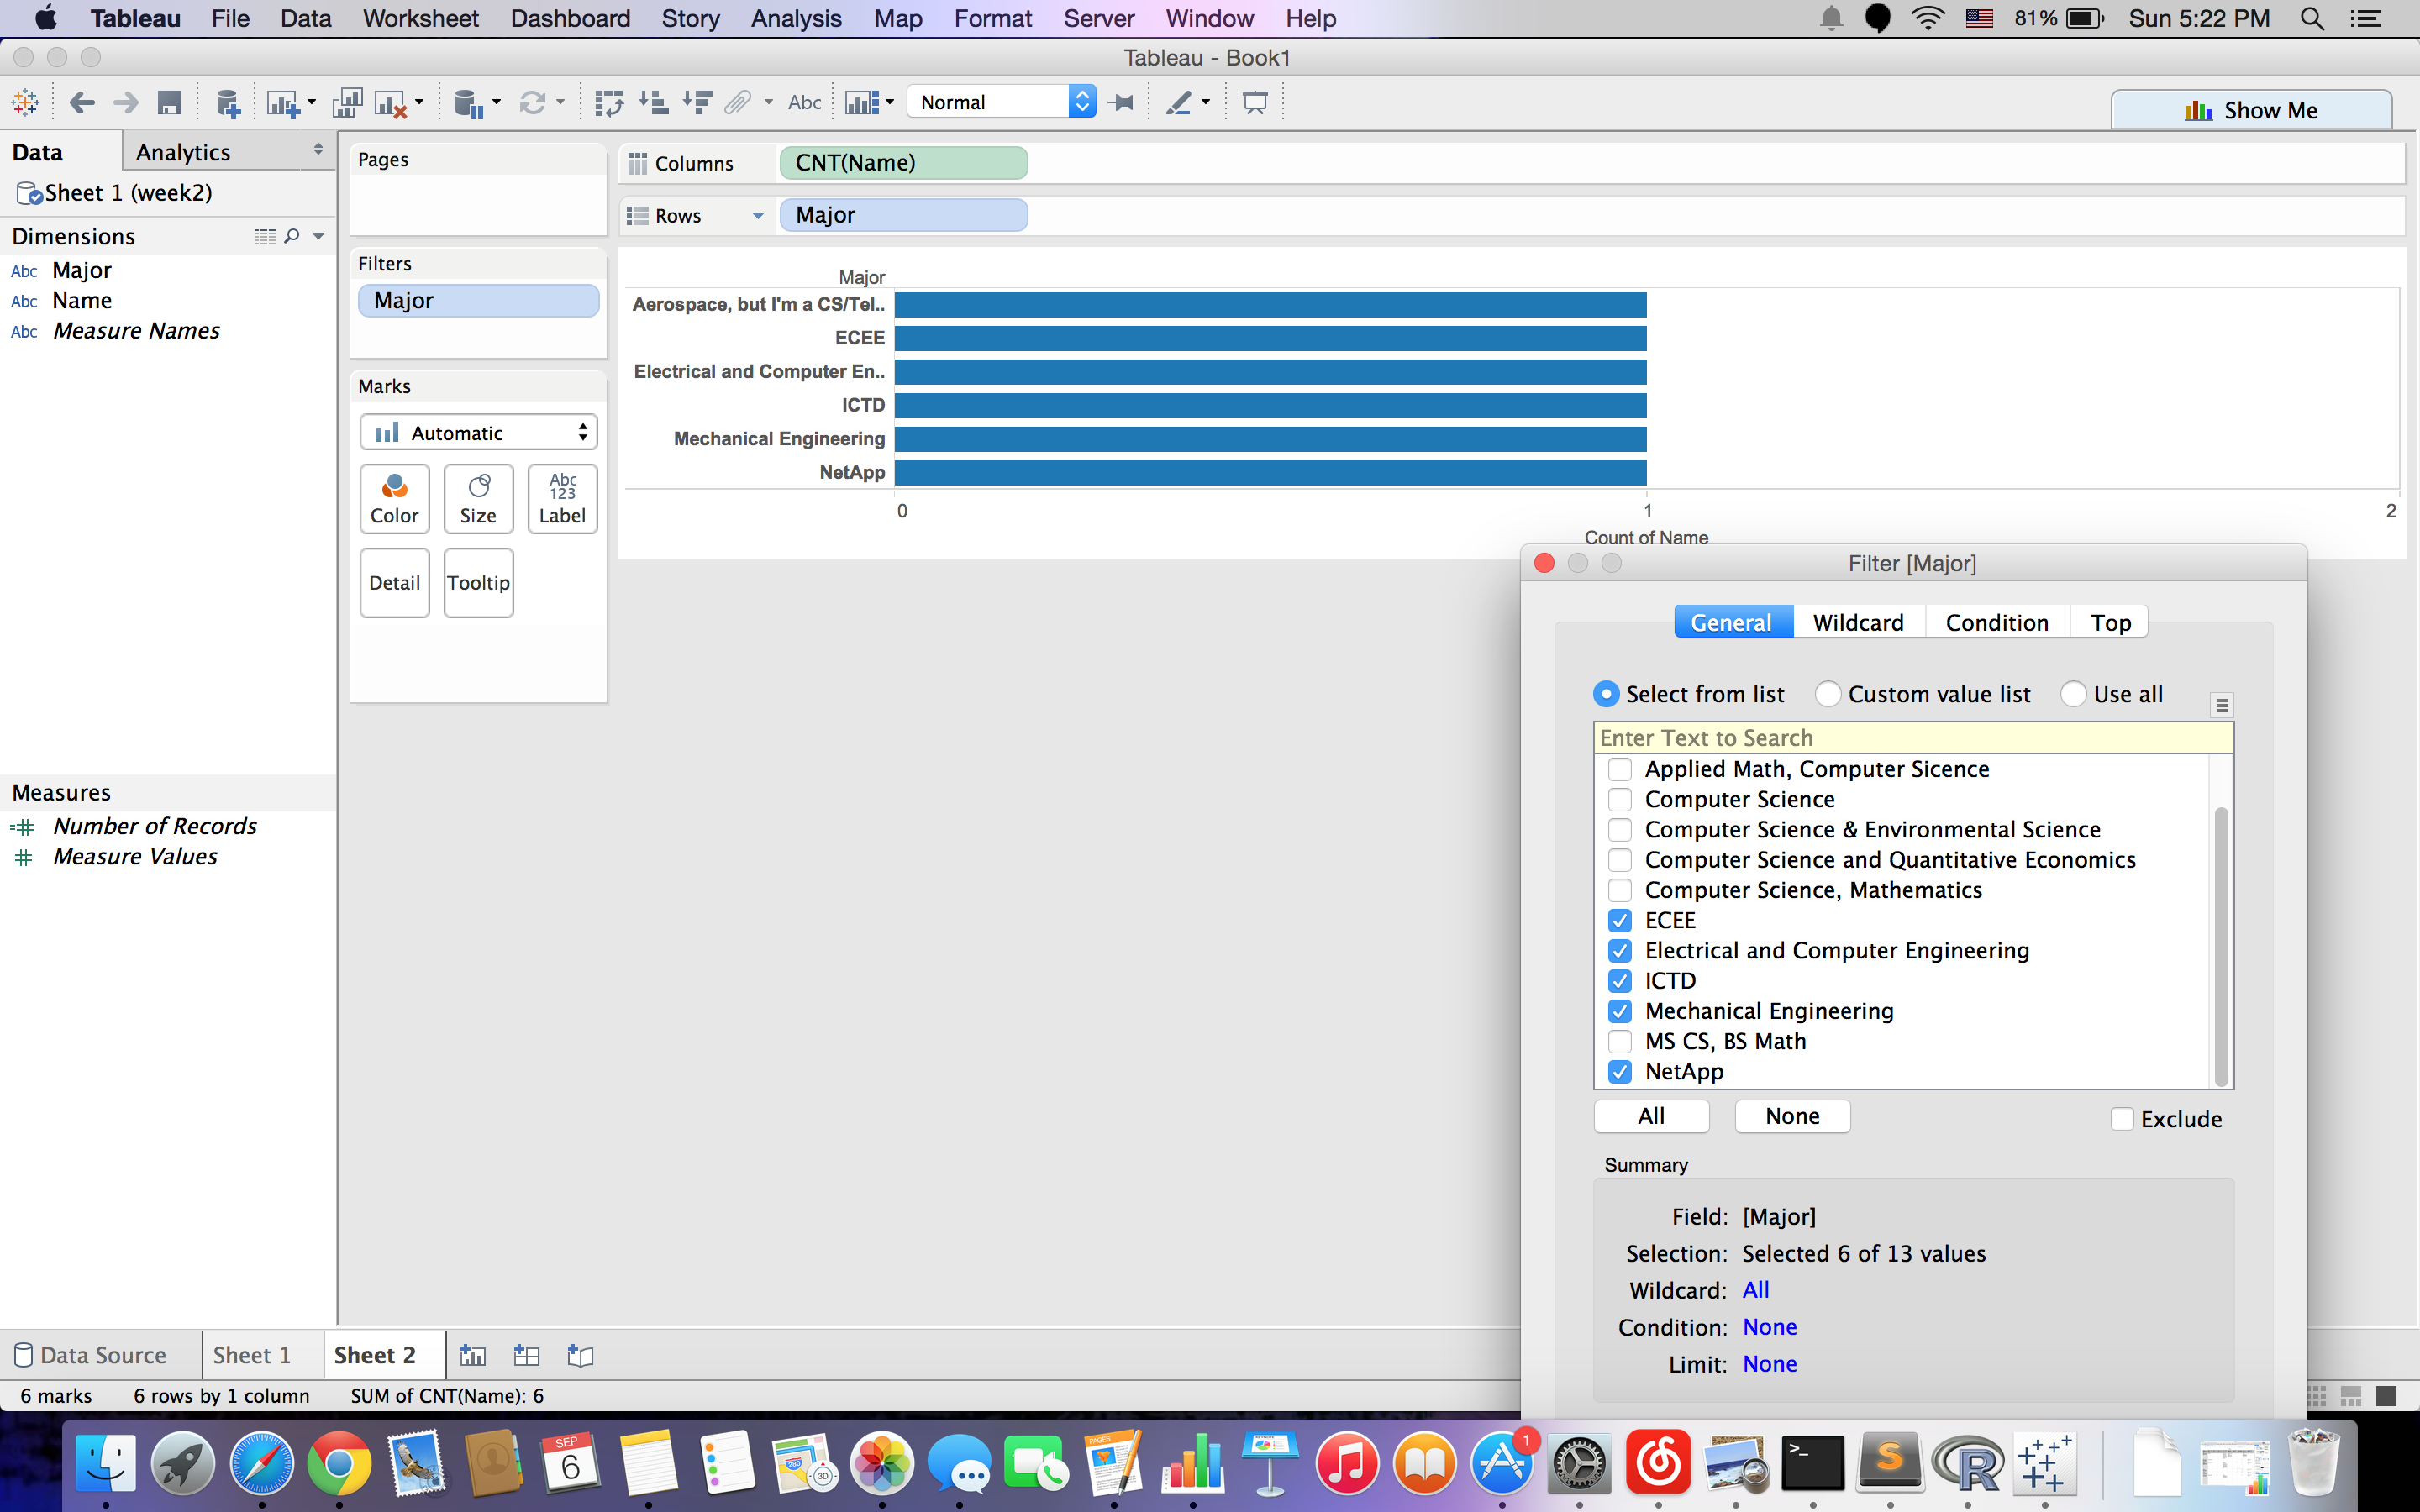 Tableau File Data Worksheet Dashboard Story Analysis Map Format Server Window Help 81% Sun 5:22 PM
Tableau - Book1
Abc Normal Show Me
Data Analytics
Sheet 1 (week2)
Dimensions
Abc Major
Abc Name
Abc Measure Names
Measures
Number of Records
Measure Values
Pages
Filters
Major
Marks
Automatic
Color Size Abc 123 Label
Detail Tooltip
Columns CNT(Name)
Rows Major
Major
Aerospace, but I'm a CS/Tel..
ECEE
Electrical and Computer En..
ICTD
Mechanical Engineering
NetApp
0 1 2
Count of Name
Filter [Major]
General Wildcard Condition Top
Select from list Custom value list Use all
Enter Text to Search
Applied Math, Computer Sicence
Computer Science
Computer Science & Environmental Science
Computer Science and Quantitative Economics
Computer Science, Mathematics
ECEE
Electrical and Computer Engineering
ICTD
Mechanical Engineering
MS CS, BS Math
NetApp
All None Exclude
Summary
Field: [Major]
Selection: Selected 6 of 13 values
Wildcard: All
Condition: None
Limit: None
Data Source Sheet 1 Sheet 2
6 marks 6 rows by 1 column SUM of CNT(Name): 6
SEP
6
280
3D
PAGES
1
>_
S
R